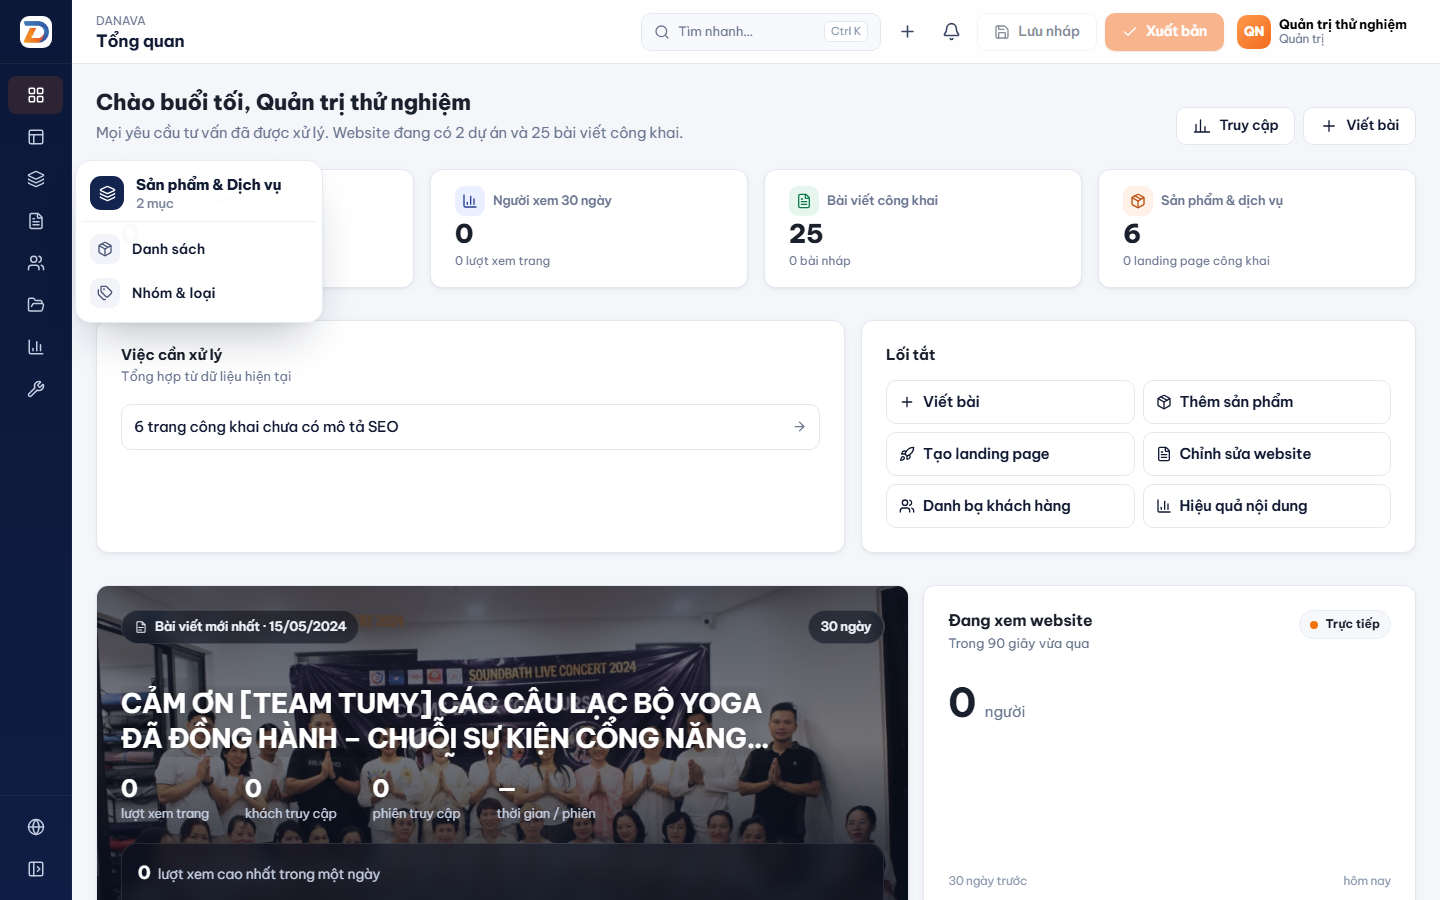 DANAVA
Tổng quan
Tìm nhanh...
Ctrl K
Lưu nháp
Xuất bản
QN
Quản trị thử nghiệm
Quản trị
Chào buổi tối, Quản trị thử nghiệm
Mọi yêu cầu tư vấn đã được xử lý. Website đang có 2 dự án và 25 bài viết công khai.
Truy cập
Viết bài
Sản phẩm & Dịch vụ
2 mục
Danh sách
Nhóm & loại
Người xem 30 ngày
0
0 lượt xem trang
Bài viết công khai
25
0 bài nháp
Sản phẩm & dịch vụ
6
0 landing page công khai
Việc cần xử lý
Tổng hợp từ dữ liệu hiện tại
6 trang công khai chưa có mô tả SEO
Lối tắt
Viết bài
Thêm sản phẩm
Tạo landing page
Chỉnh sửa website
Danh bạ khách hàng
Hiệu quả nội dung
Bài viết mới nhất · 15/05/2024
30 ngày
SOUNDBATH LIVE CONCERT 2024
CẢM ƠN [TEAM TUMY] CÁC CÂU LẠC BỘ YOGA
ĐÃ ĐỒNG HÀNH – CHUỖI SỰ KIỆN CỔNG NĂNG...
0
lượt xem trang
0
khách truy cập
0
phiên truy cập
—
thời gian / phiên
0 lượt xem cao nhất trong một ngày
Đang xem website
Trong 90 giây vừa qua
Trực tiếp
0 người
30 ngày trước
hôm nay